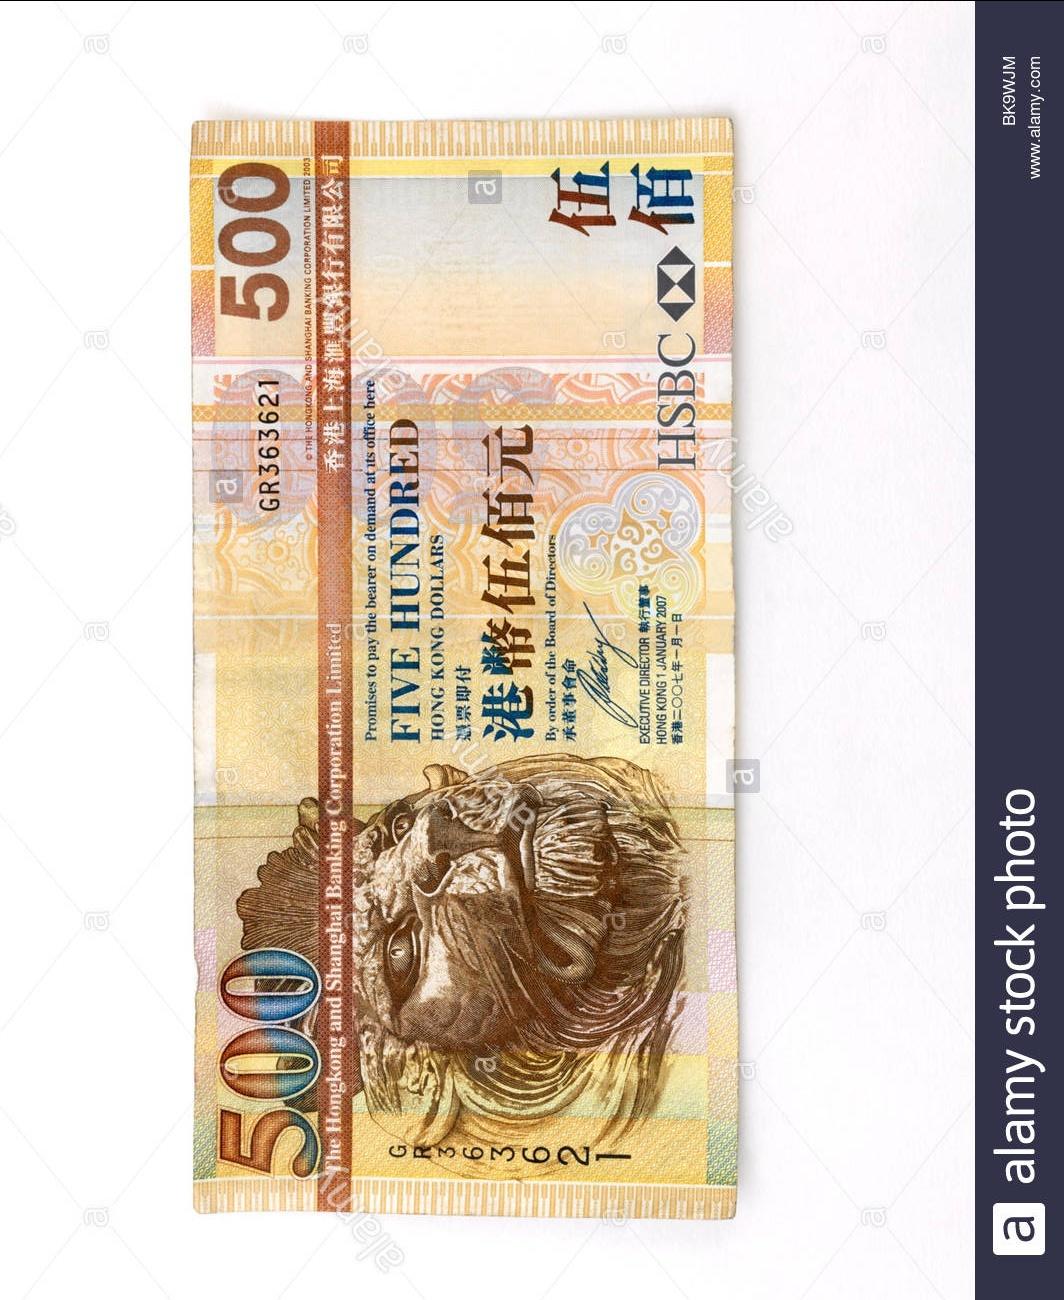 500
© THE HONGKONG AND SHANGHAI BANKING CORPORATION LIMITED 2003
The Hongkong and Shanghai Banking Corporation Limited 香港上海滙豐銀行有限公司
GR363621
500
Promises to pay the bearer on demand at its office here
FIVE HUNDRED
HONG KONG DOLLARS
憑票即付
港幣伍佰元
By order of the Board of Directors
承董事會命
EXECUTIVE DIRECTOR 執行董事
HONG KONG 1 JANUARY 2007
香港二〇〇七年一月一日
GR363621
伍
佰
HSBC
alamy
a alamy stock photo
BK9WJM
www.alamy.com